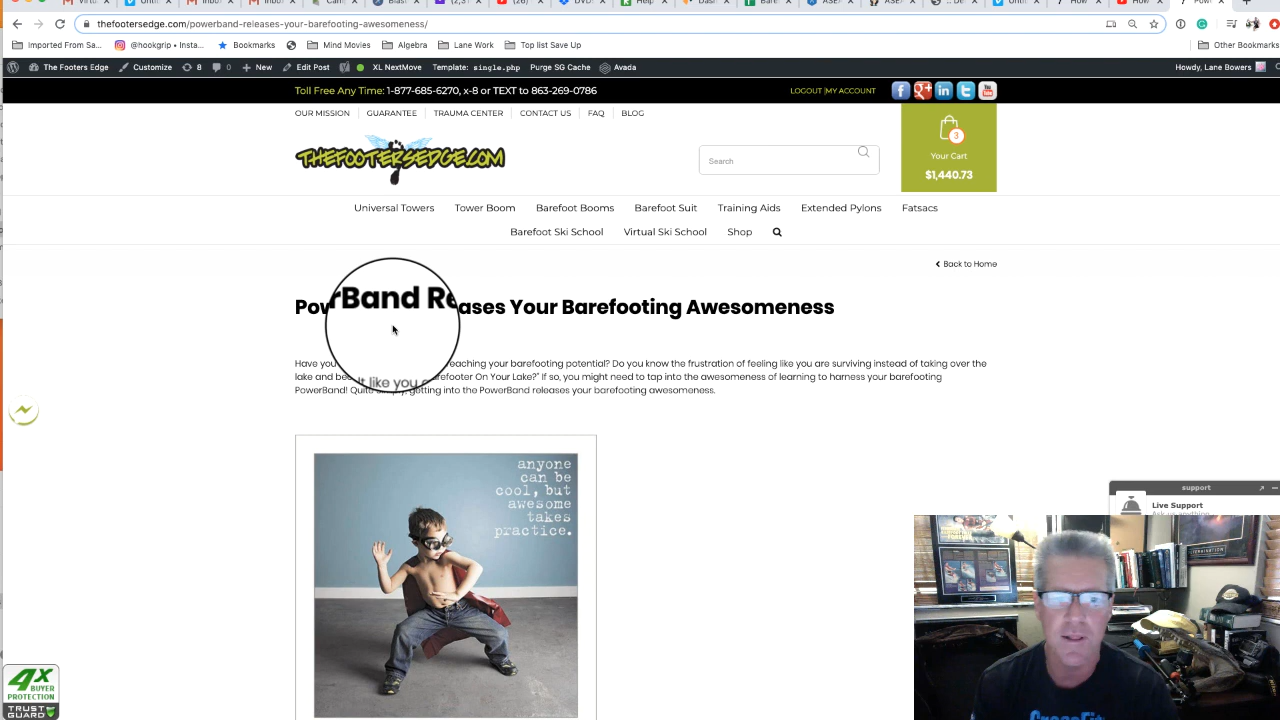 thefootersedge.com/powerband-releases-your-barefooting-awesomeness/
Imported From Sa... @hookgrip • Insta... Bookmarks Mind Movies Algebra Lane Work Top list Save Up Other Bookmarks
The Footers Edge Customize 8 0 New Edit Post XL NextMove Template: single.php Purge SG Cache Avada Howdy, Lane Bowers
Toll Free Any Time: 1-877-685-6270, x-8 or TEXT to 863-269-0786 LOGOUT |MY ACCOUNT
OUR MISSION GUARANTEE TRAUMA CENTER CONTACT US FAQ BLOG
THEFOOTERSEDGE.COM
Search
3
Your Cart
$1,440.73
Universal Towers Tower Boom Barefoot Booms Barefoot Suit Training Aids Extended Pylons Fatsacs
Barefoot Ski School Virtual Ski School Shop
Back to Home
rBand Re
ases Your Barefooting Awesomeness
Have you eaching your barefooting potential? Do you know the frustration of feeling like you are surviving instead of taking over the
lake and refooter On Your Lake?" If so, you might need to tap into the awesomeness of learning to harness your barefooting
PowerBand! getting into the PowerBand releases your barefooting awesomeness.
like you
anyone
can be
cool, but
awesome
takes
practice.
support
Live Support
4X
BUYER
PROTECTION
TRUST
GUARD